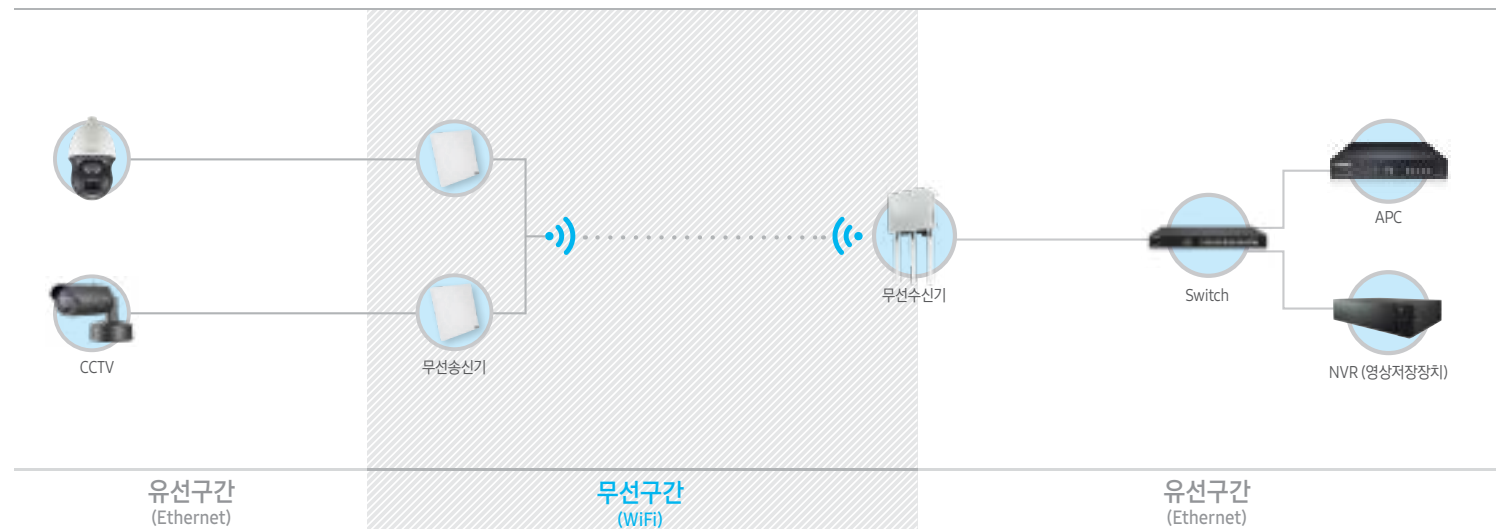 APC
무선수신기
Switch
CCTV
무선송신기
NVR (영상저장장치)
유선구간
(Ethernet)
무선구간
(WiFi)
유선구간
(Ethernet)